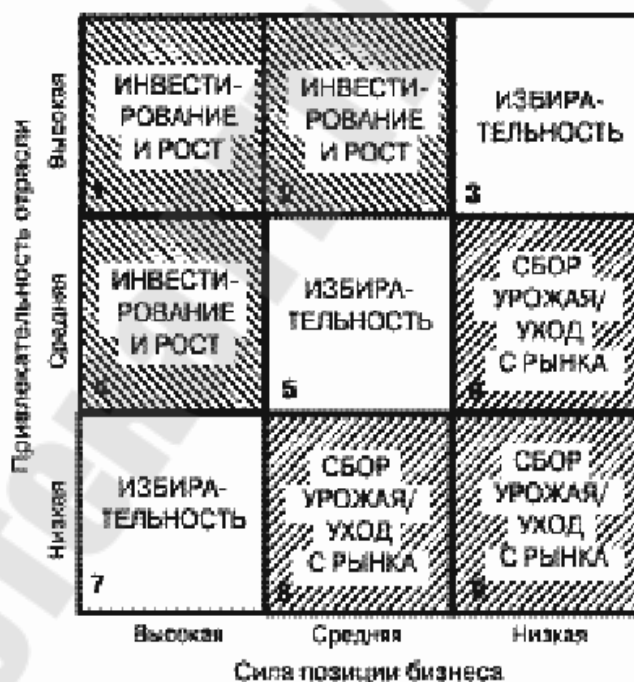 Привлекательность отрасли
Высокая
Средняя
Низкая
ИНВЕСТИ-
РОВАНИЕ
И РОСТ
1
ИНВЕСТИ-
РОВАНИЕ
И РОСТ
2
ИЗБИРА-
ТЕЛЬНОСТЬ
3
ИНВЕСТИ-
РОВАНИЕ
И РОСТ
4
ИЗБИРА-
ТЕЛЬНОСТЬ
5
СБОР
УРОЖАЯ/
УХОД
С РЫНКА
6
ИЗБИРА-
ТЕЛЬНОСТЬ
7
СБОР
УРОЖАЯ/
УХОД
С РЫНКА
8
СБОР
УРОЖАЯ/
УХОД
С РЫНКА
9
Высокая Средняя Низкая
Сила позиции бизнеса